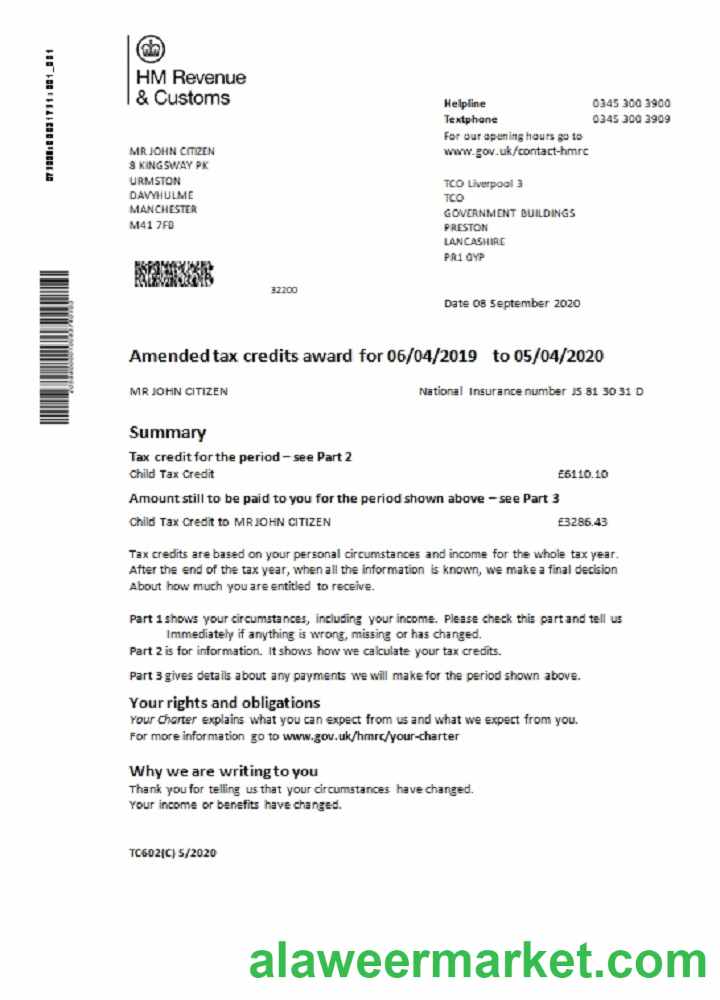 HM Revenue
& Customs
Helpline 0345 300 3900
Textphone 0345 300 3909
For our opening hours go to
www.gov.uk/contact-hmrc
MR JOHN CITIZEN
8 KINGSWAY PK
URMSTON
DAVYHULME
MANCHESTER
M41 7FB
TCO Liverpool 3
TCO
GOVERNMENT BUILDINGS
PRESTON
LANCASHIRE
PR1 0YP
32200
Date 08 September 2020
Amended tax credits award for 06/04/2019 to 05/04/2020
MR JOHN CITIZEN National Insurance number JS 81 30 31 D
Summary
Tax credit for the period – see Part 2
Child Tax Credit £6110.10
Amount still to be paid to you for the period shown above – see Part 3
Child Tax Credit to MR JOHN CITIZEN £3286.43
Tax credits are based on your personal circumstances and income for the whole tax year.
After the end of the tax year, when all the information is known, we make a final decision
About how much you are entitled to receive.
Part 1 shows your circumstances, including your income. Please check this part and tell us
Immediately if anything is wrong, missing or has changed.
Part 2 is for information. It shows how we calculate your tax credits.
Part 3 gives details about any payments we will make for the period shown above.
Your rights and obligations
Your Charter explains what you can expect from us and what we expect from you.
For more information go to www.gov.uk/hmrc/your-charter
Why we are writing to you
Thank you for telling us that your circumstances have changed.
Your income or benefits have changed.
TC602(C) 5/2020
alaweermarket.com